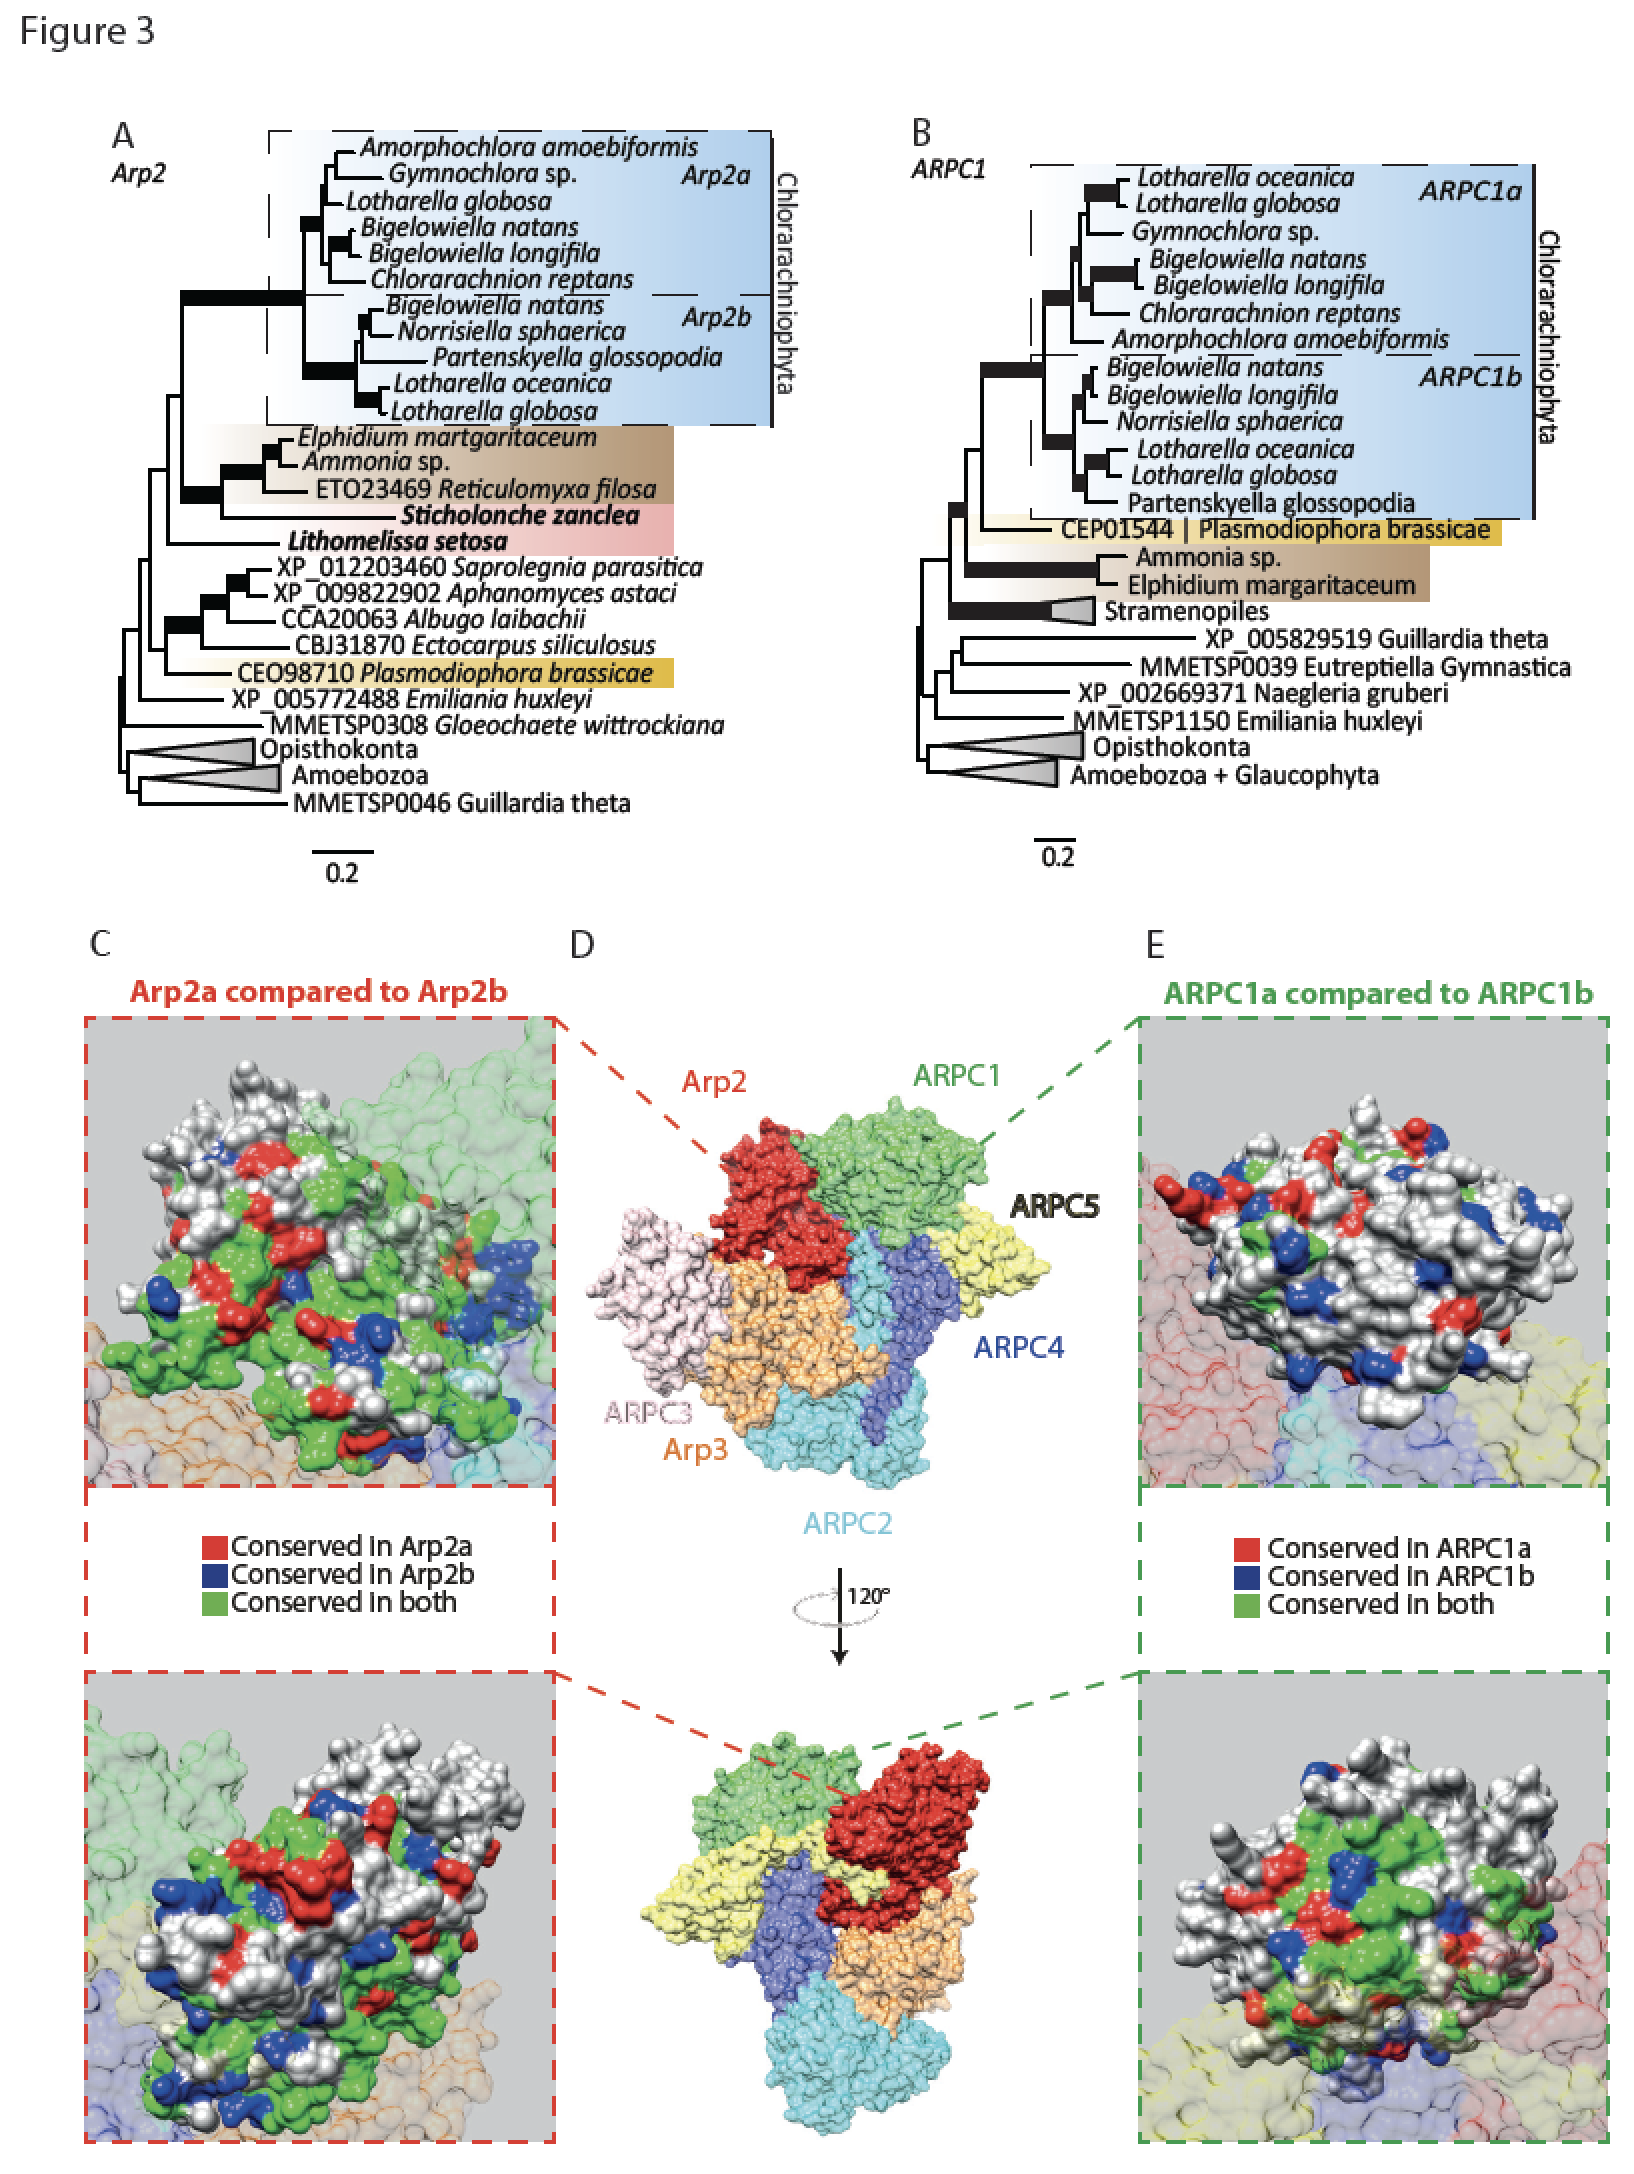 Figure 3
A
Arp2
Amorphochlora amoebiformis
Gymnochlora sp.
Arp2a
Lotharella globosa
Bigelowiella natans
Bigelowiella longifila
Chlorarachnion reptans
Bigelowiella natans
Arp2b
Norrisiella sphaerica
Partenskyella glossopodia
Lotharella oceanica
Lotharella globosa
Chlorarachniophyta
Elphidium martgaritaceum
Ammonia sp.
ETO23469 Reticulomyxa filosa
Sticholonche zanclea
Lithomelissa setosa
XP_012203460 Saprolegnia parasitica
XP_009822902 Aphanomyces astaci
CCA20063 Albugo laibachii
CBJ31870 Ectocarpus siliculosus
CEO98710 Plasmodiophora brassicae
XP_005772488 Emiliania huxleyi
MMETSP0308 Gloeochaete wittrockiana
Opisthokonta
Amoebozoa
MMETSP0046 Guillardia theta
0.2
B
ARPC1
Lotharella oceanica
ARPC1a
Lotharella globosa
Gymnochlora sp.
Bigelowiella natans
Bigelowiella longifila
Chlorarachnion reptans
Amorphochlora amoebiformis
Bigelowiella natans
ARPC1b
Bigelowiella longifila
Norrisiella sphaerica
Lotharella oceanica
Lotharella globosa
Partenskyella glossopodia
Chlorarachniophyta
CEP01544 | Plasmodiophora brassicae
Ammonia sp.
Elphidium margaritaceum
Stramenopiles
XP_005829519 Guillardia theta
MMETSP0039 Eutreptiella Gymnastica
XP_002669371 Naegleria gruberi
MMETSP1150 Emiliania huxleyi
Opisthokonta
Amoebozoa + Glaucophyta
0.2
C
Arp2a compared to Arp2b
Conserved in Arp2a
Conserved in Arp2b
Conserved in both
D
Arp2
ARPC1
ARPC5
ARPC4
ARPC3
Arp3
ARPC2
120°
E
ARPC1a compared to ARPC1b
Conserved in ARPC1a
Conserved in ARPC1b
Conserved in both